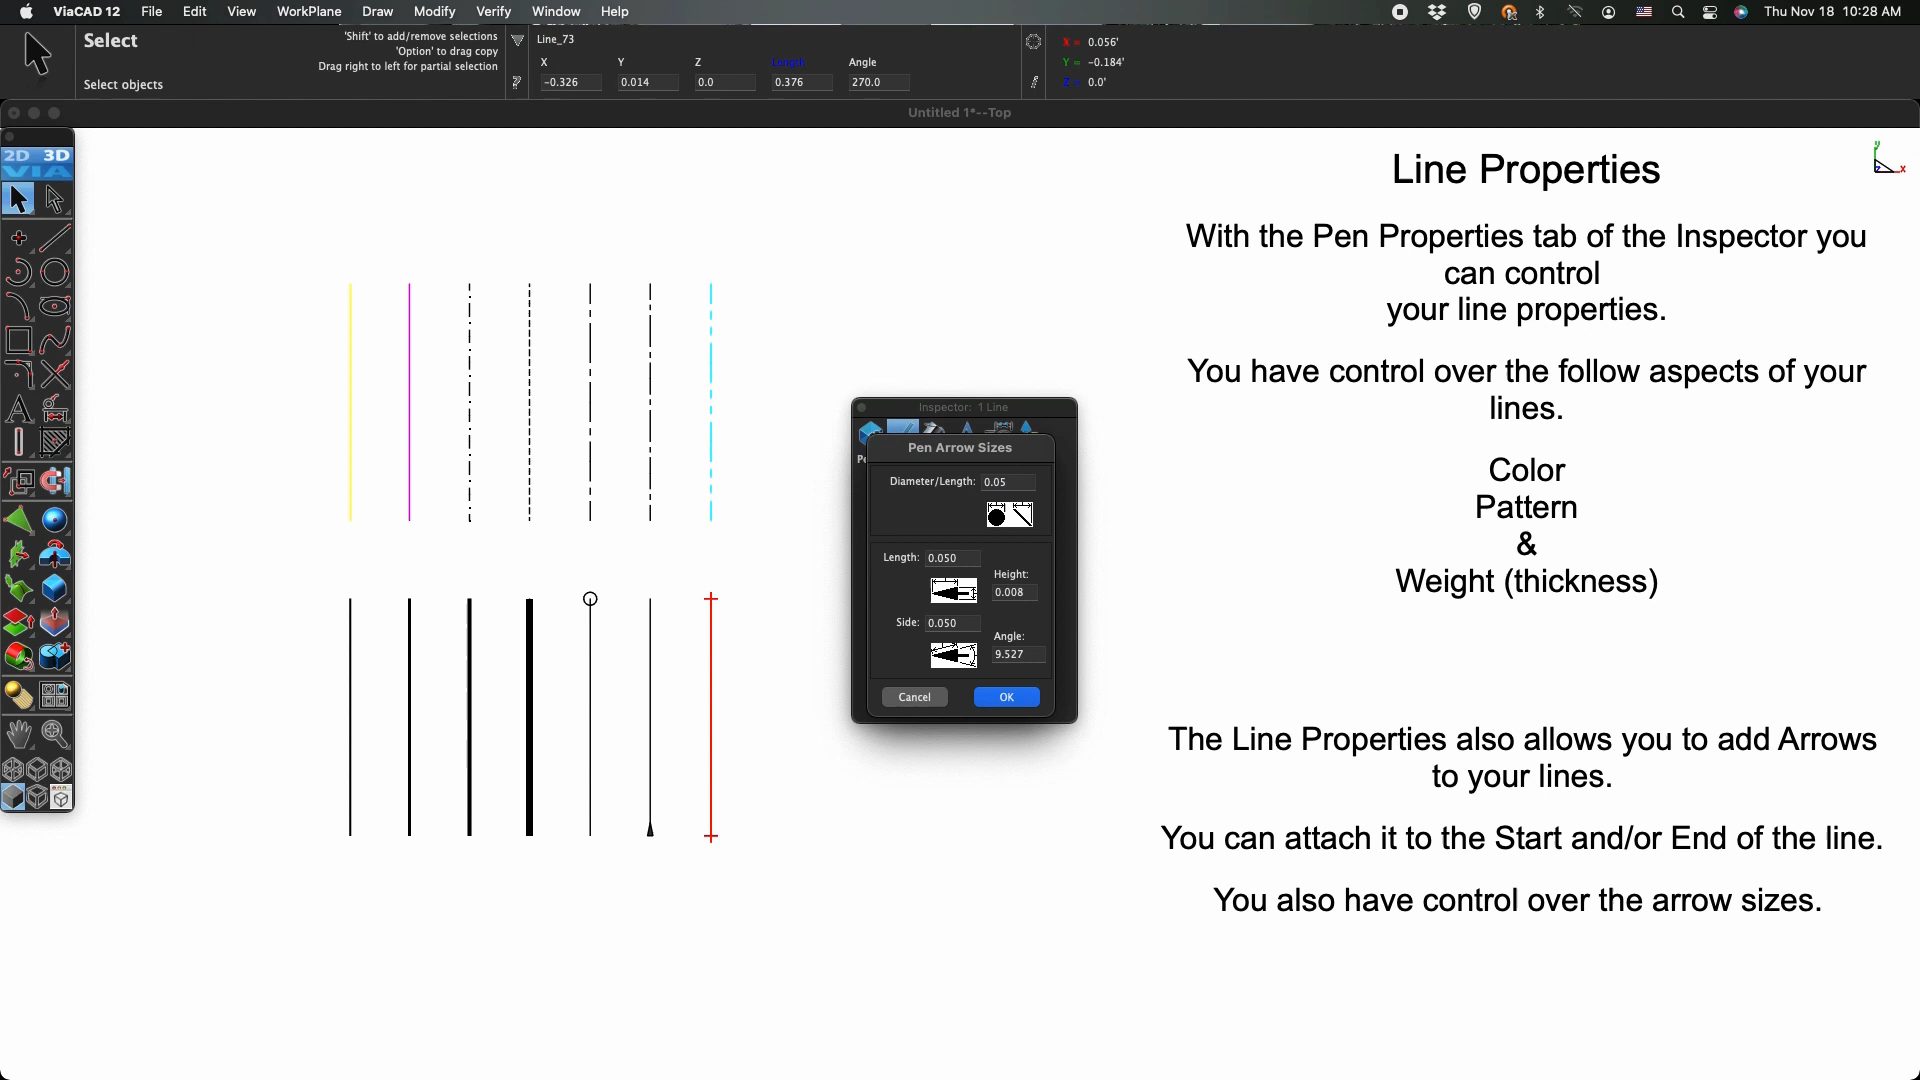 ViaCAD 12 File Edit View WorkPlane Draw Modify Verify Window Help Thu Nov 18 10:28 AM
Select
'Shift' to add/remove selections
'Option' to drag copy
Drag right to left for partial selection
Select objects
Line_73
X Y Z Length Angle
-0.326 0.014 0.0 0.376 270.0
X = 0.056'
Y = -0.184'
Z = 0.0'
Untitled 1*--Top
2D 3D
VIA
Line Properties
With the Pen Properties tab of the Inspector you
can control
your line properties.
You have control over the follow aspects of your
lines.
Color
Pattern
&
Weight (thickness)
The Line Properties also allows you to add Arrows
to your lines.
You can attach it to the Start and/or End of the line.
You also have control over the arrow sizes.
Inspector: 1 Line
Pe
Pen Arrow Sizes
Diameter/Length: 0.05
Length: 0.050
Height:
0.008
Side: 0.050
Angle:
9.527
Cancel OK
y
z x